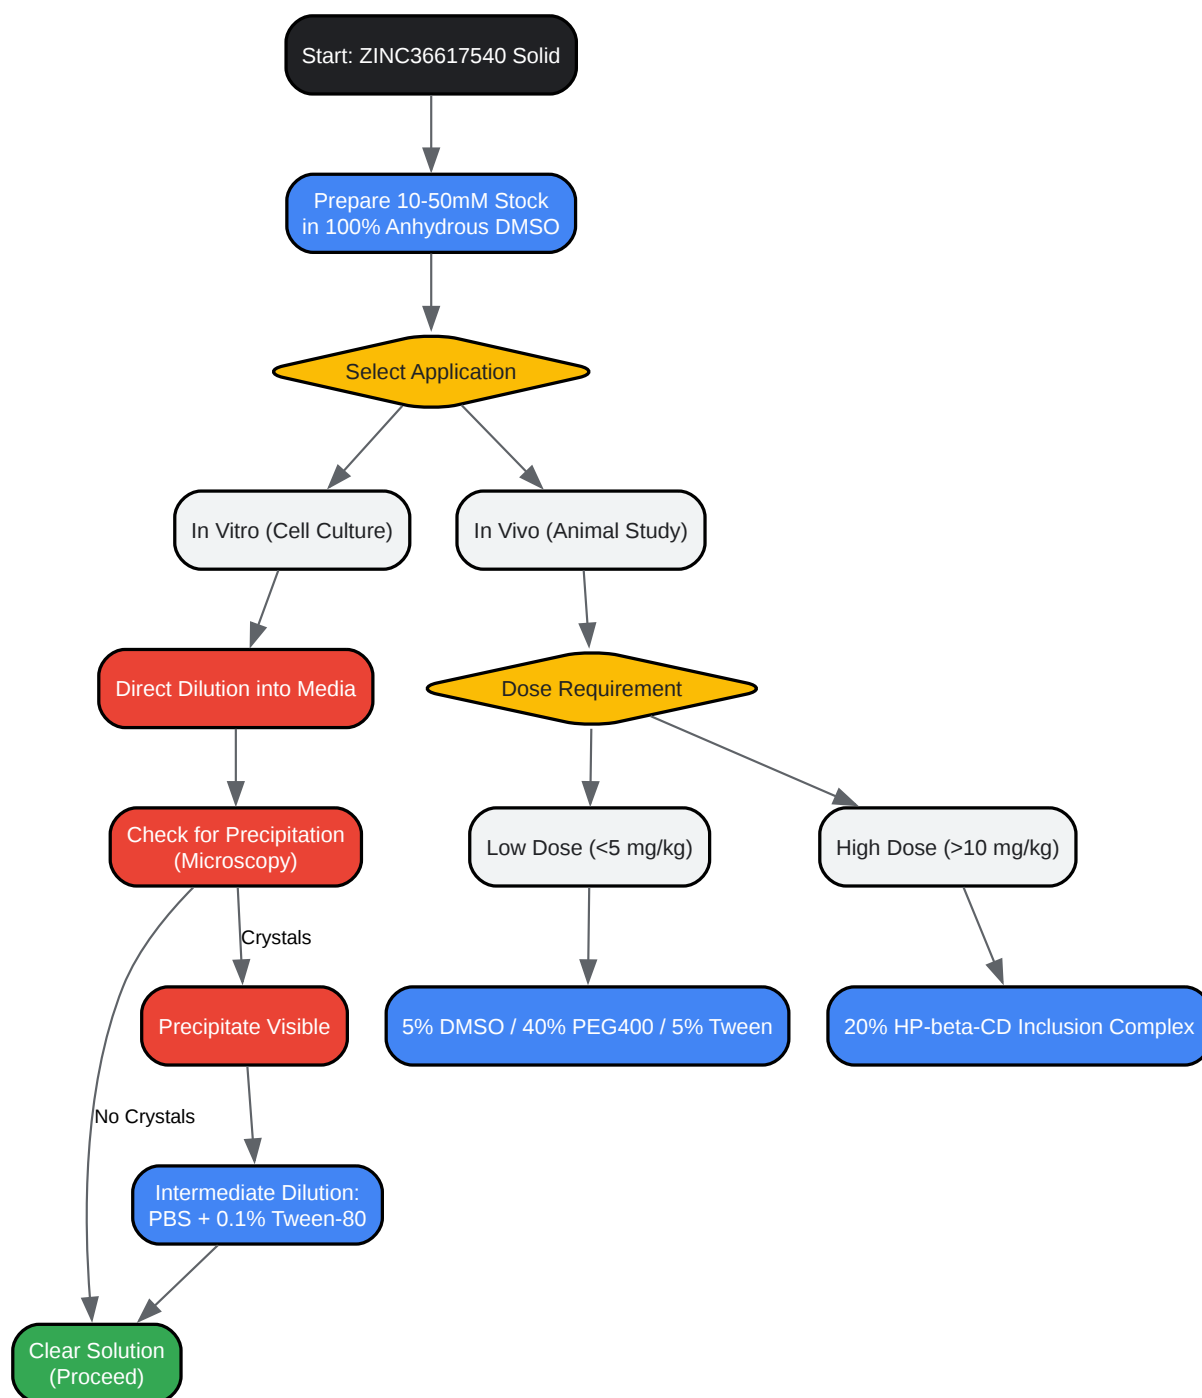 Start: ZINC36617540 Solid
Prepare 10-50mM Stock
in 100% Anhydrous DMSO
Select Application
In Vitro (Cell Culture)
In Vivo (Animal Study)
Direct Dilution into Media
Dose Requirement
Check for Precipitation
(Microscopy)
Low Dose (<5 mg/kg)
High Dose (>10 mg/kg)
Crystals
Precipitate Visible
5% DMSO / 40% PEG400 / 5% Tween
20% HP-beta-CD Inclusion Complex
No Crystals
Intermediate Dilution:
PBS + 0.1% Tween-80
Clear Solution
(Proceed)